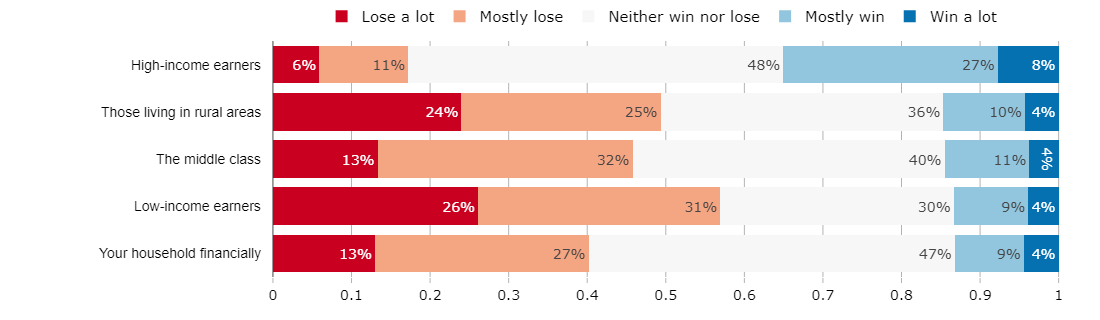 Lose a lot Mostly lose Neither win nor lose Mostly win Win a lot
High-income earners 6% 11% 48% 27% 8%
Those living in rural areas 24% 25% 36% 10% 4%
The middle class 13% 32% 40% 11% 4%
Low-income earners 26% 31% 30% 9% 4%
Your household financially 13% 27% 47% 9% 4%
0 0.1 0.2 0.3 0.4 0.5 0.6 0.7 0.8 0.9 1